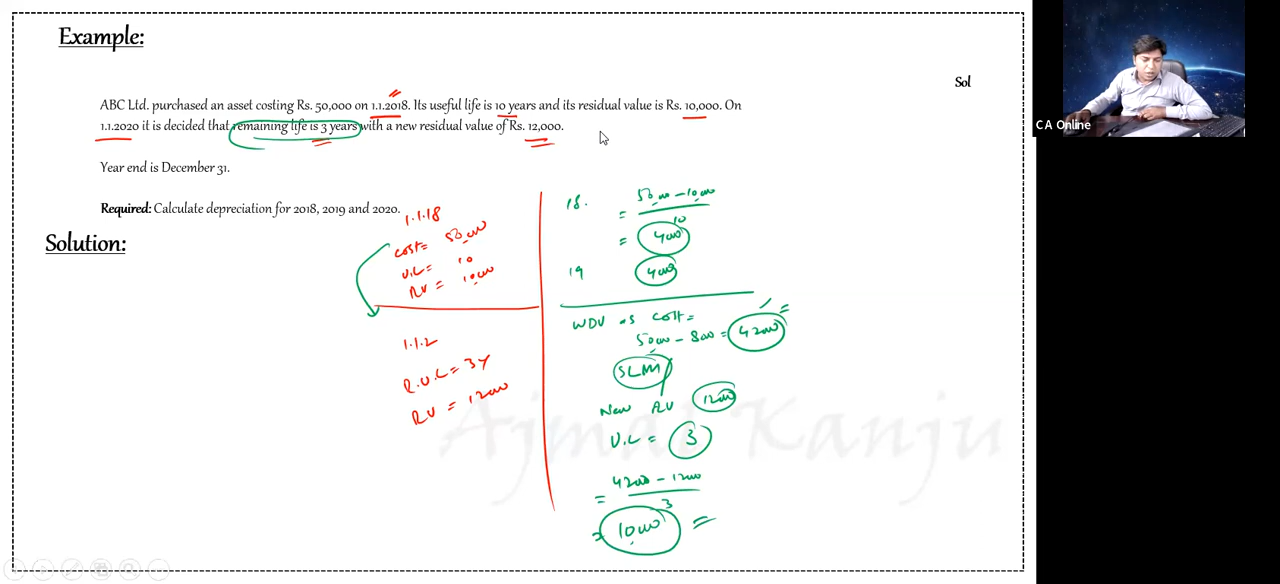 Example:
Sol
ABC Ltd. purchased an asset costing Rs. 50,000 on 1.1.2018. Its useful life is 10 years and its residual value is Rs. 10,000. On
1.1.2020 it is decided that remaining life is 3 years with a new residual value of Rs. 12,000.
C A Online
Year end is December 31.
Required: Calculate depreciation for 2018, 2019 and 2020.
Solution:
1.1.18
Cost = 50000
U.L = 10
RV = 10000
1.1.2
R.U.L = 3Y
RV = 12000
18.
= 50000 - 10000
10
= 4000
19 4000
WDV as cost =
50000 - 8000 = 42000
SLM
New RV 12000
U.L = 3
= 42000 - 12000
3
= 10000 =
Ajmal Kanju